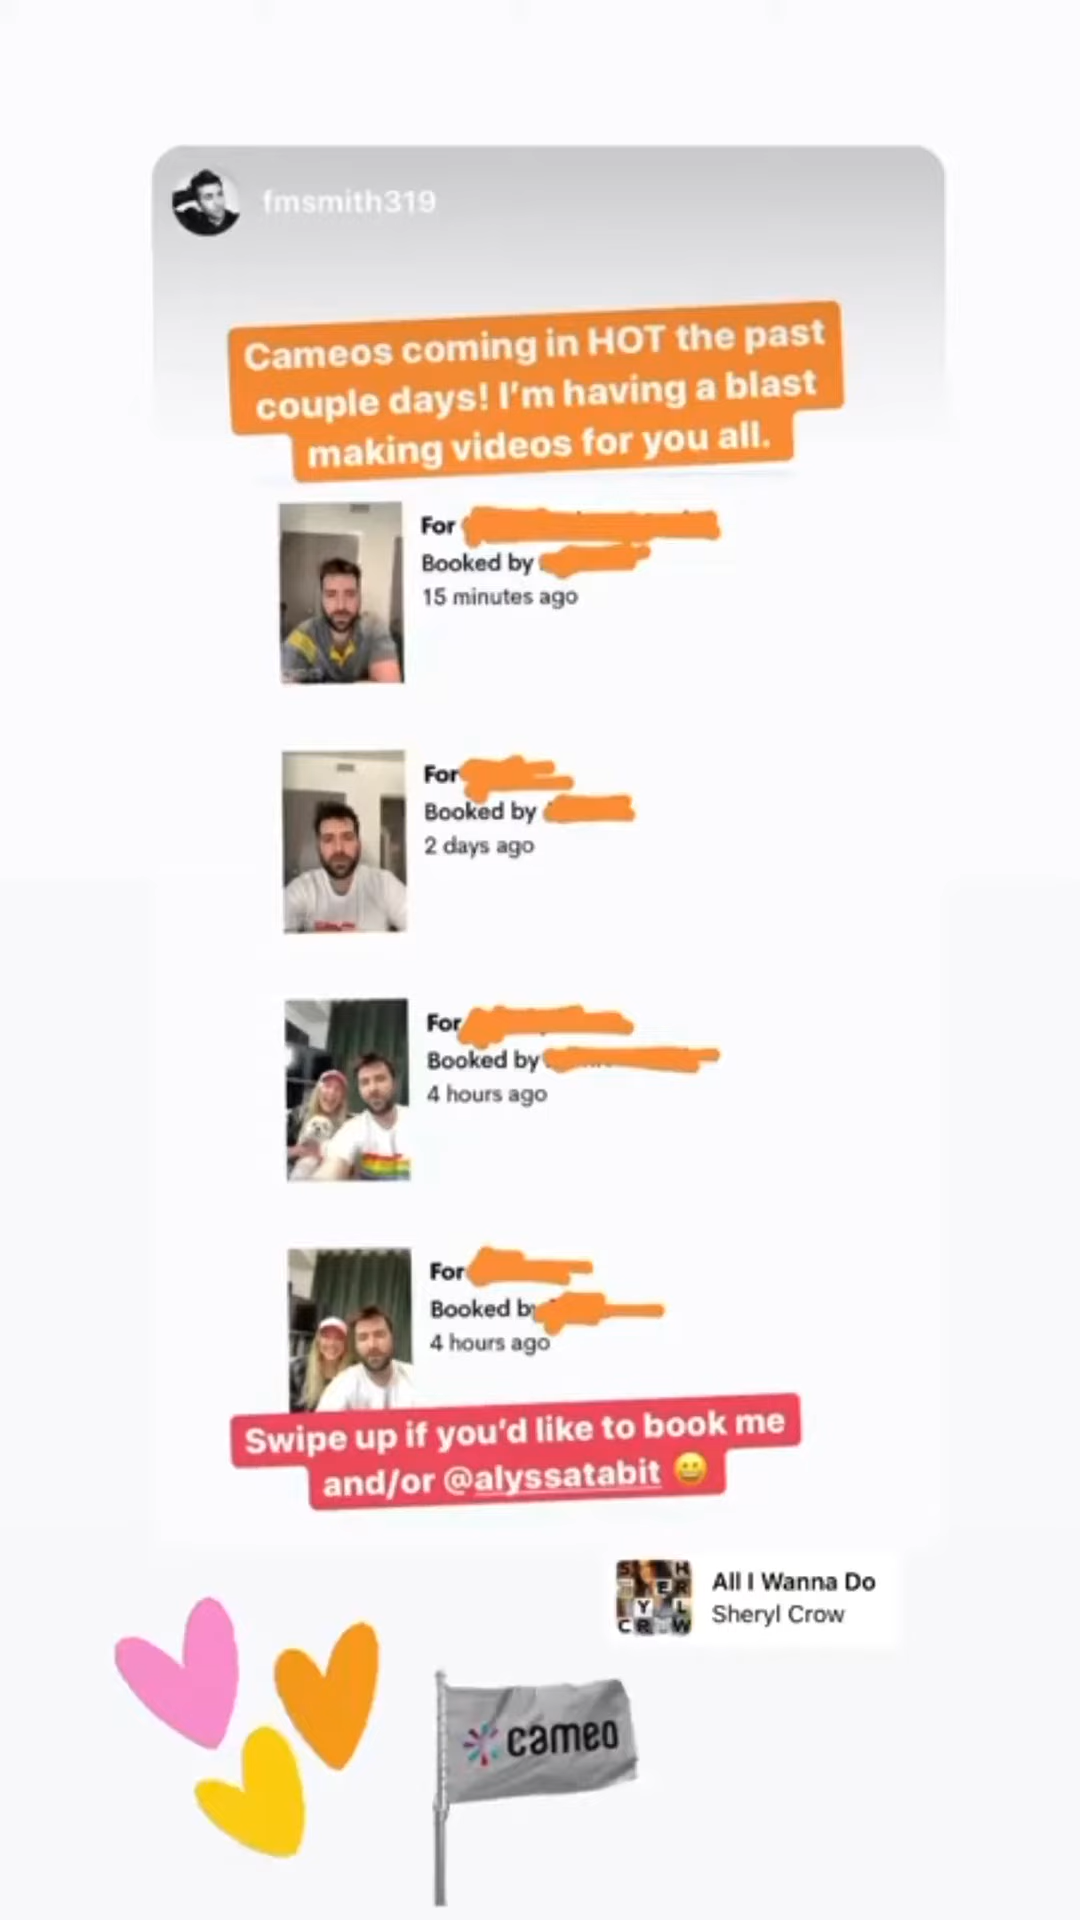 fmsmith319
Cameos coming in HOT the past
couple days! I'm having a blast
making videos for you all.
For
Booked by
15 minutes ago
For
Booked by
2 days ago
For
Booked by
4 hours ago
For
Booked by
4 hours ago
Swipe up if you'd like to book me
and/or @alyssatabit 😀
All I Wanna Do
Sheryl Crow
cameo